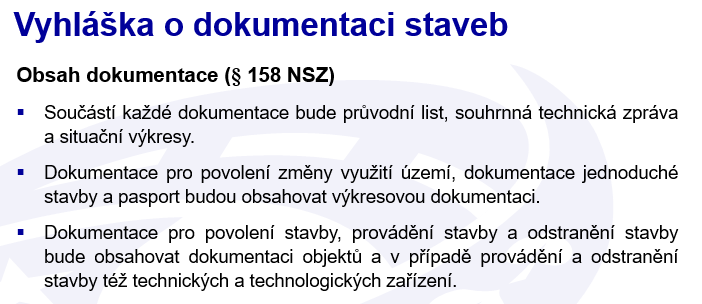 Vyhláška o dokumentaci staveb
Obsah dokumentace (§ 158 NSZ)
▪ Součástí každé dokumentace bude průvodní list, souhrnná technická zpráva
a situační výkresy.
▪ Dokumentace pro povolení změny využití území, dokumentace jednoduché
stavby a pasport budou obsahovat výkresovou dokumentaci.
▪ Dokumentace pro povolení stavby, provádění stavby a odstranění stavby
bude obsahovat dokumentaci objektů a v případě provádění a odstranění
stavby též technických a technologických zařízení.